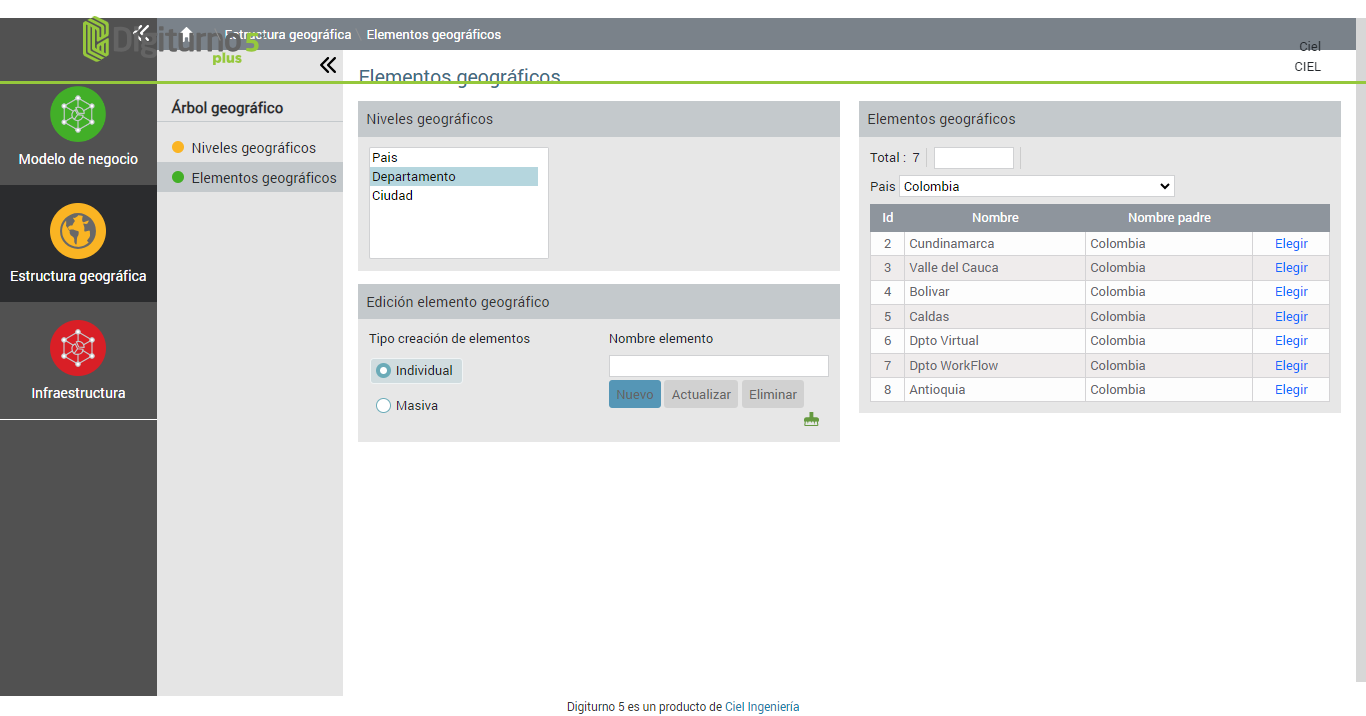 Digiturno5
plus
Estructura geográfica \ Elementos geográficos
Ciel
CIEL
Modelo de negocio
Estructura geográfica
Infraestructura
Árbol geográfico
Niveles geográficos
Elementos geográficos
Elementos geográficos
Niveles geográficos
Pais
Departamento
Ciudad
Edición elemento geográfico
Tipo creación de elementos
Individual
Masiva
Nombre elemento
Nuevo Actualizar Eliminar
Elementos geográficos
Total : 7
Pais Colombia
Id Nombre Nombre padre
2 Cundinamarca Colombia Elegir
3 Valle del Cauca Colombia Elegir
4 Bolivar Colombia Elegir
5 Caldas Colombia Elegir
6 Dpto Virtual Colombia Elegir
7 Dpto WorkFlow Colombia Elegir
8 Antioquia Colombia Elegir
Digiturno 5 es un producto de Ciel Ingeniería